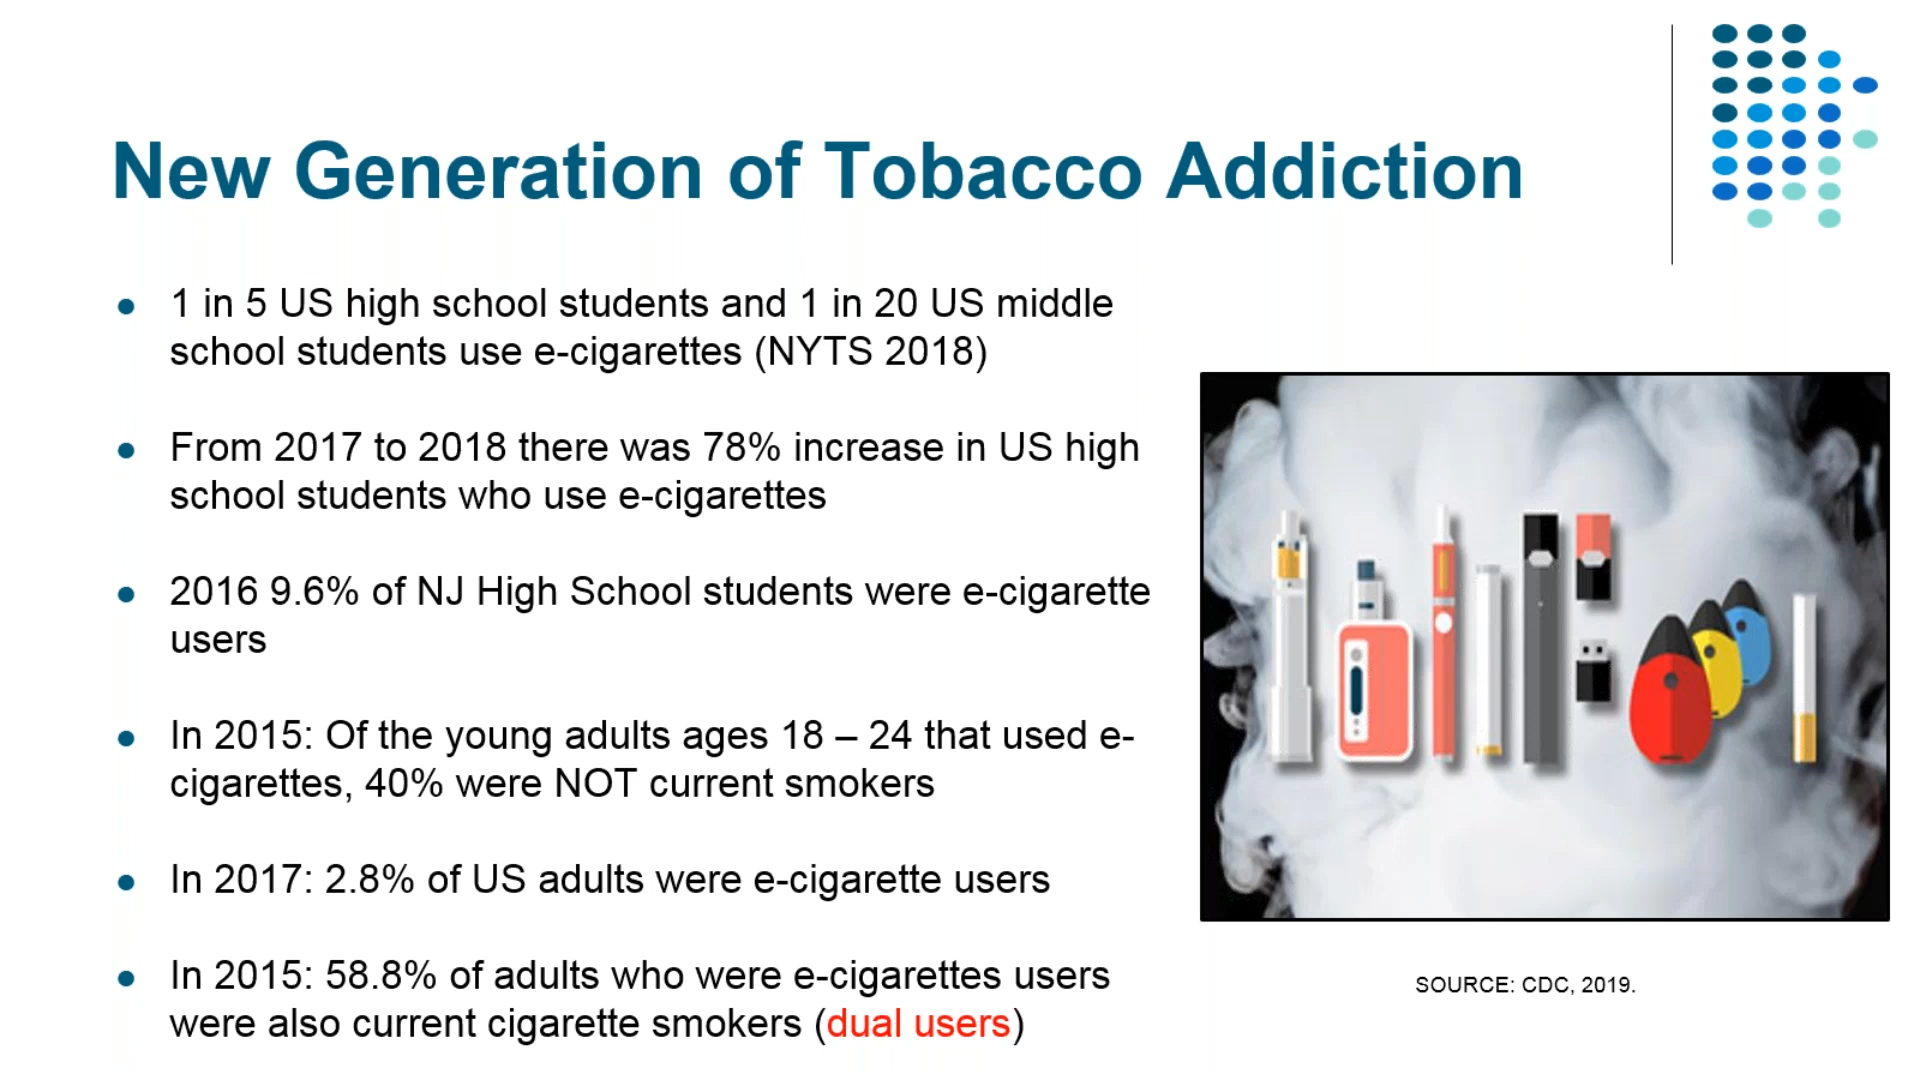 New Generation of Tobacco Addiction
● 1 in 5 US high school students and 1 in 20 US middle
school students use e-cigarettes (NYTS 2018)
● From 2017 to 2018 there was 78% increase in US high
school students who use e-cigarettes
● 2016 9.6% of NJ High School students were e-cigarette
users
● In 2015: Of the young adults ages 18 – 24 that used e-
cigarettes, 40% were NOT current smokers
● In 2017: 2.8% of US adults were e-cigarette users
● In 2015: 58.8% of adults who were e-cigarettes users
were also current cigarette smokers (dual users)
SOURCE: CDC, 2019.